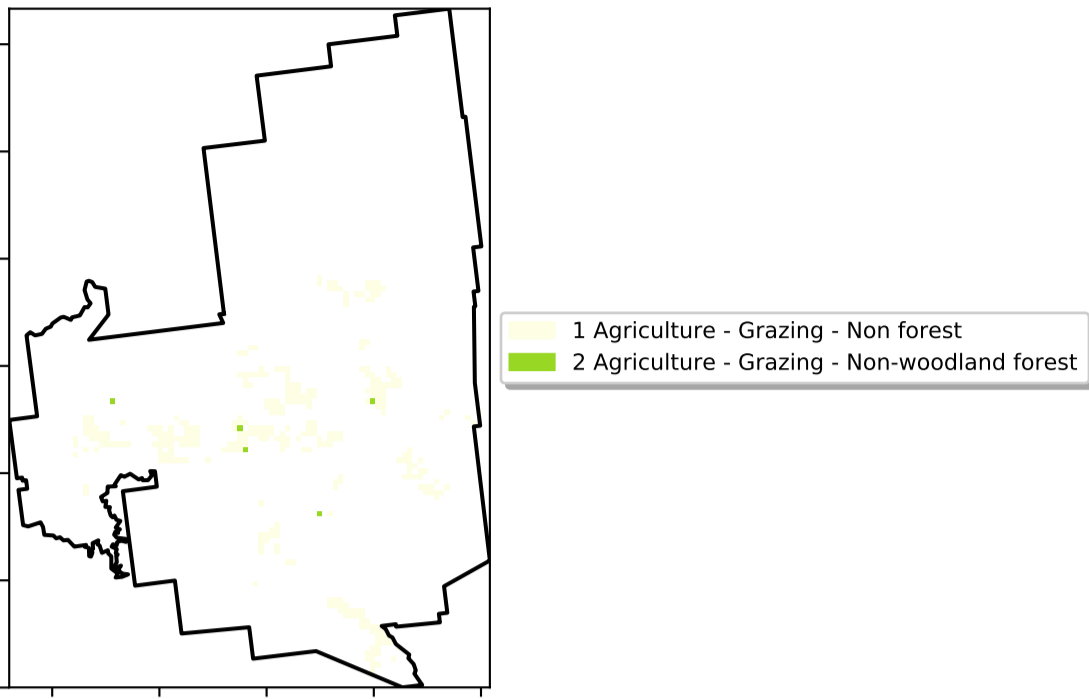 1 Agriculture - Grazing - Non forest
2 Agriculture - Grazing - Non-woodland forest